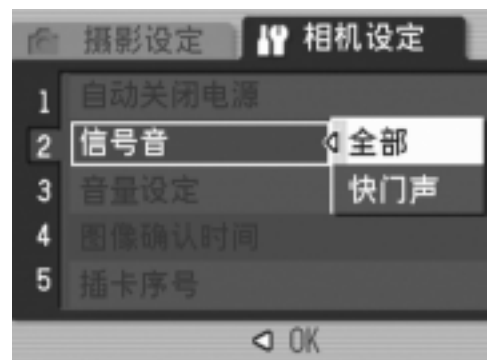 摄影设定 相机设定
1 自动关闭电源
2 信号音 全部
3 音量设定 快门声
4 图像确认时间
5 插卡序号
OK